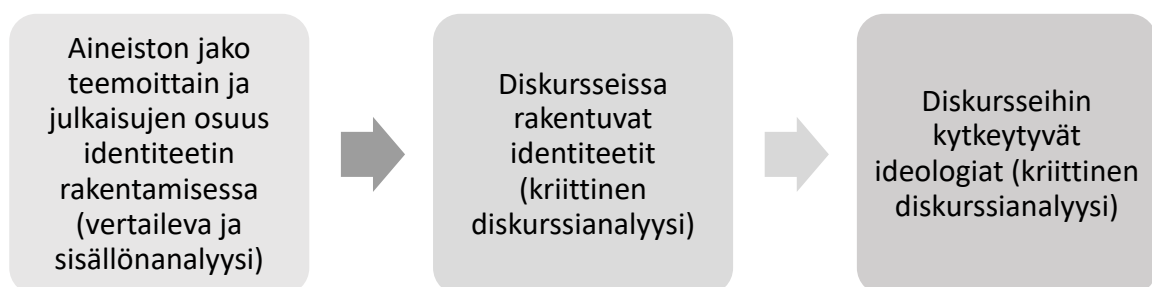 Aineiston jako
teemoittain ja
julkaisujen osuus
identiteetin
rakentamisessa
(vertaileva ja
sisällönanalyysi)
Diskursseissa
rakentuvat
identiteetit
(kriittinen
diskurssianalyysi)
Diskursseihin
kytkeytyvät
ideologiat (kriittinen
diskurssianalyysi)